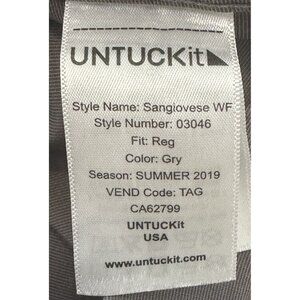 UNTUCKit
Style Name: Sangiovese WF
Style Number: 03046
Fit: Reg
Color: Gry
Season: SUMMER 2019
VEND Code: TAG
CA62799
UNTUCKit
USA
www.untuckit.com